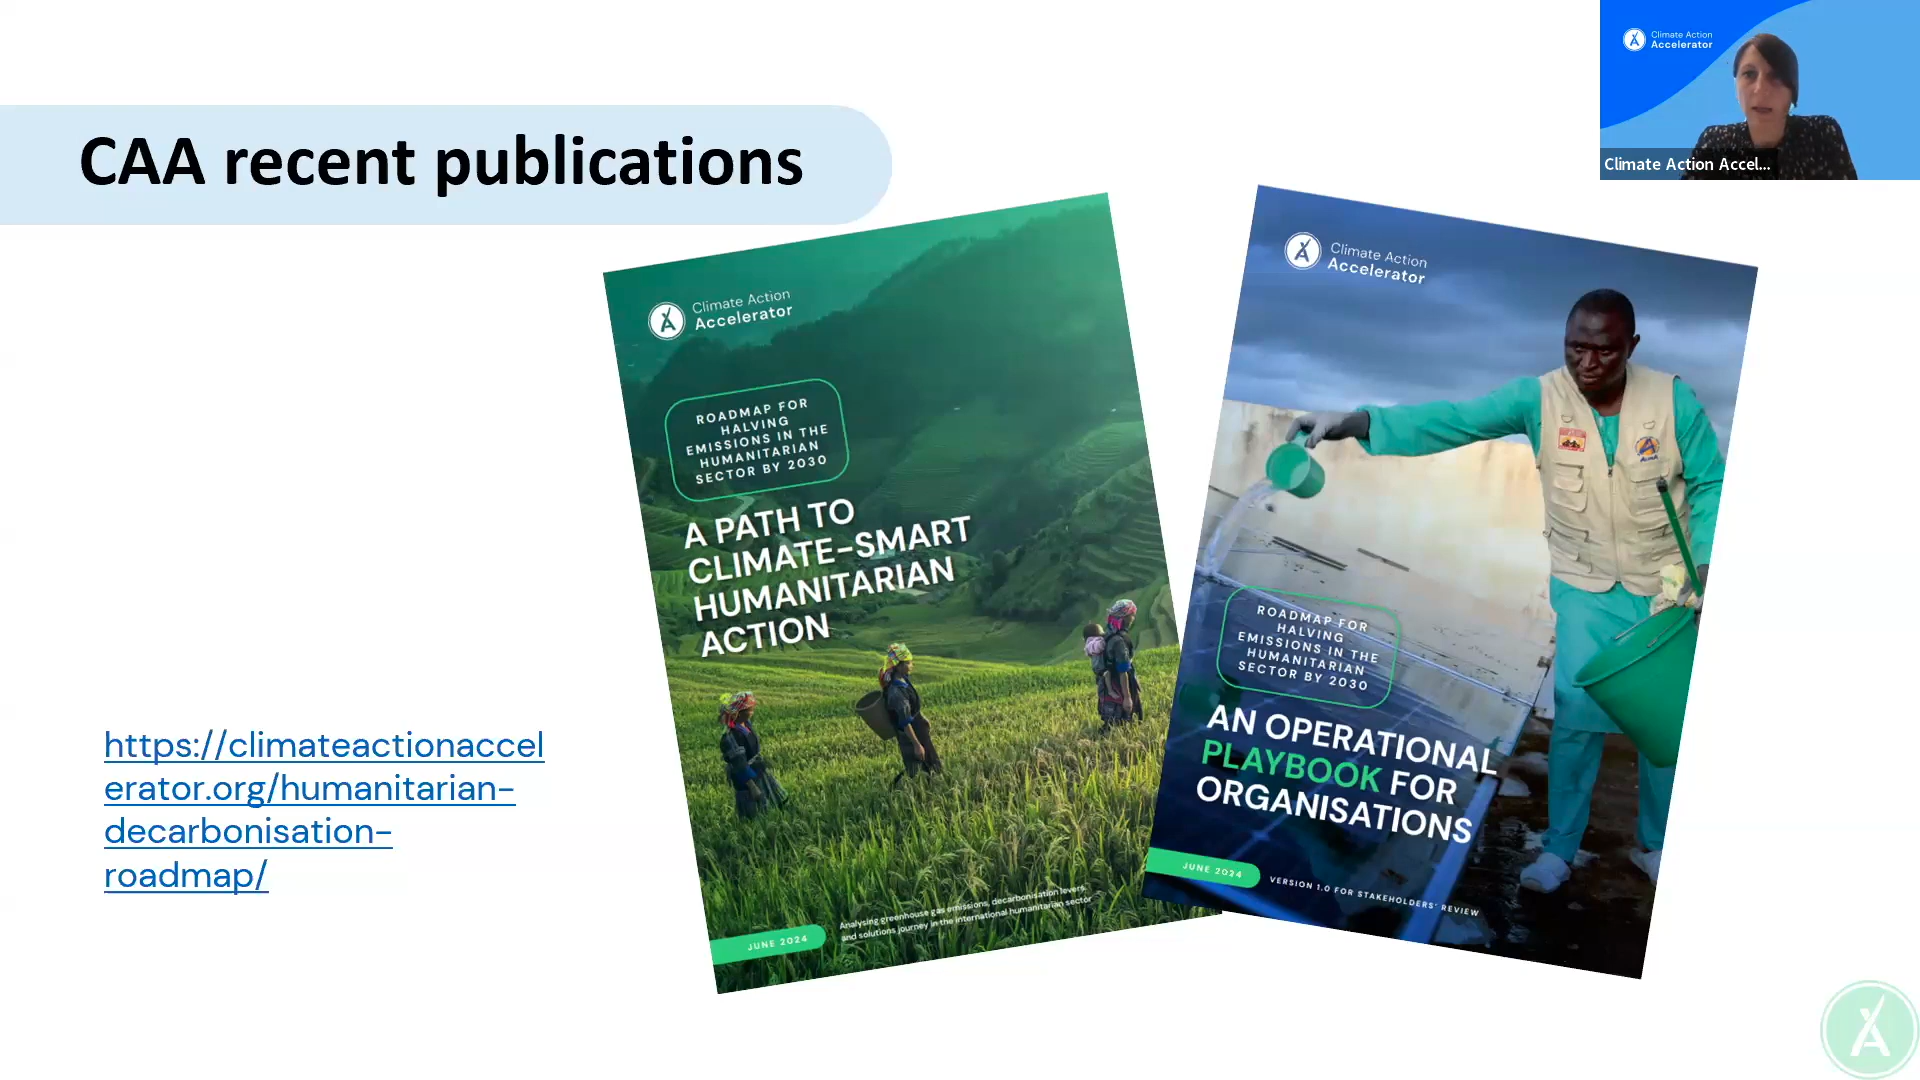 CAA recent publications
Climate Action
Accelerator
Climate Action Accel...
Climate Action
Accelerator
ROADMAP FOR
HALVING
EMISSIONS IN THE
HUMANITARIAN
SECTOR BY 2030
A PATH TO
CLIMATE-SMART
HUMANITARIAN
ACTION
JUNE 2024
Analysing greenhouse gas emissions, decarbonisation levers,
and solutions journey in the international humanitarian sector
Climate Action
Accelerator
ROADMAP FOR
HALVING
EMISSIONS IN THE
HUMANITARIAN
SECTOR BY 2030
AN OPERATIONAL
PLAYBOOK FOR
ORGANISATIONS
JUNE 2024
VERSION 1.0 FOR STAKEHOLDERS' REVIEW
https://climateactionaccel
erator.org/humanitarian-
decarbonisation-
roadmap/